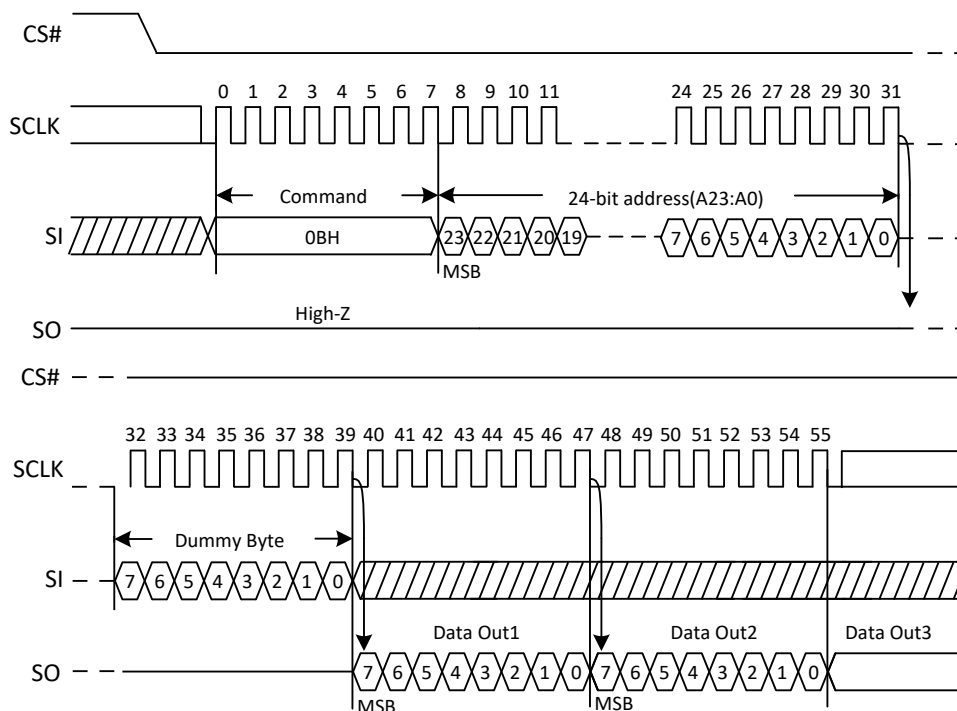 CS#
0 1 2 3 4 5 6 7 8 9 10 11 24 25 26 27 28 29 30 31
SCLK
Command 24-bit address(A23:A0)
SI 0BH 23 22 21 20 19 7 6 5 4 3 2 1 0
MSB
High-Z
SO
CS#
32 33 34 35 36 37 38 39 40 41 42 43 44 45 46 47 48 49 50 51 52 53 54 55
SCLK
Dummy Byte
SI 7 6 5 4 3 2 1 0
Data Out1 Data Out2 Data Out3
SO 7 6 5 4 3 2 1 0 7 6 5 4 3 2 1 0
MSB MSB